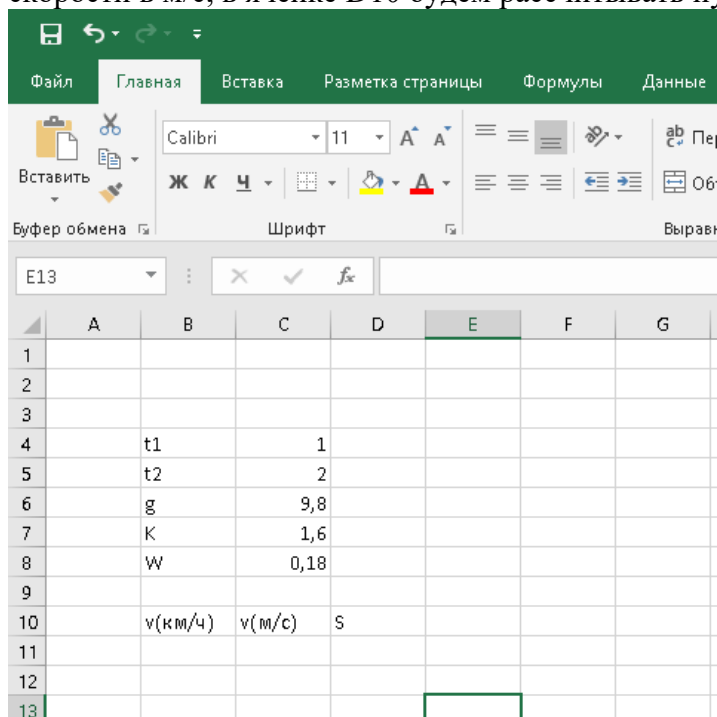 Файл Главная Вставка Разметка страницы Формулы Данные
Calibri 11 А А
Вставить Ж К Ч А
Буфер обмена Шрифт
E13 fx
A B C D E F G
1
2
3
4 t1 1
5 t2 2
6 g 9,8
7 K 1,6
8 W 0,18
9
10 v(км/ч) v(м/с) S
11
12
13